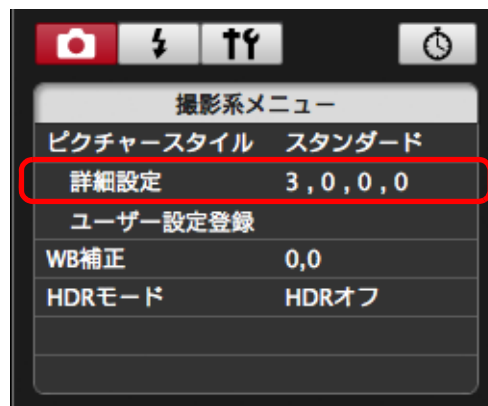 撮影系メニュー
ピクチャースタイル スタンダード
詳細設定 3 , 0 , 0 , 0
ユーザー設定登録
WB補正 0,0
HDRモード HDRオフ